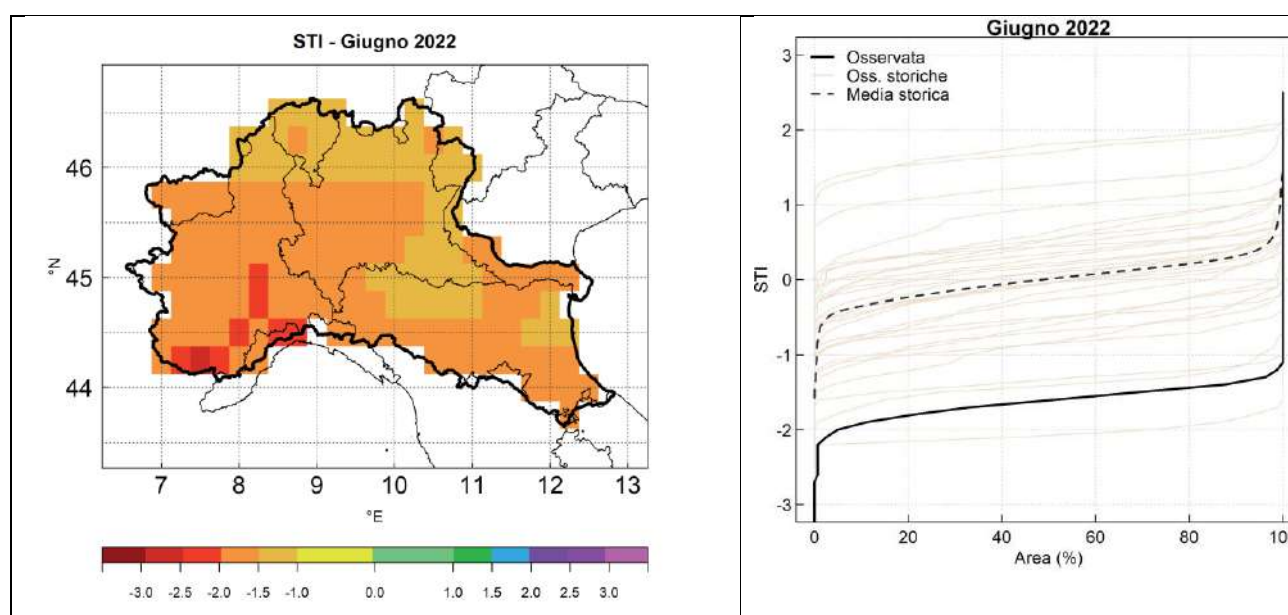 STI - Giugno 2022
46
45
44
°N
7 8 9 10 11 12 13
°E
-3.0 -2.5 -2.0 -1.5 -1.0 0.0 1.0 1.5 2.0 2.5 3.0
Giugno 2022
Osservata
Oss. storiche
Media storica
3
2
1
0
-1
-2
-3
STI
0 20 40 60 80 100
Area (%)